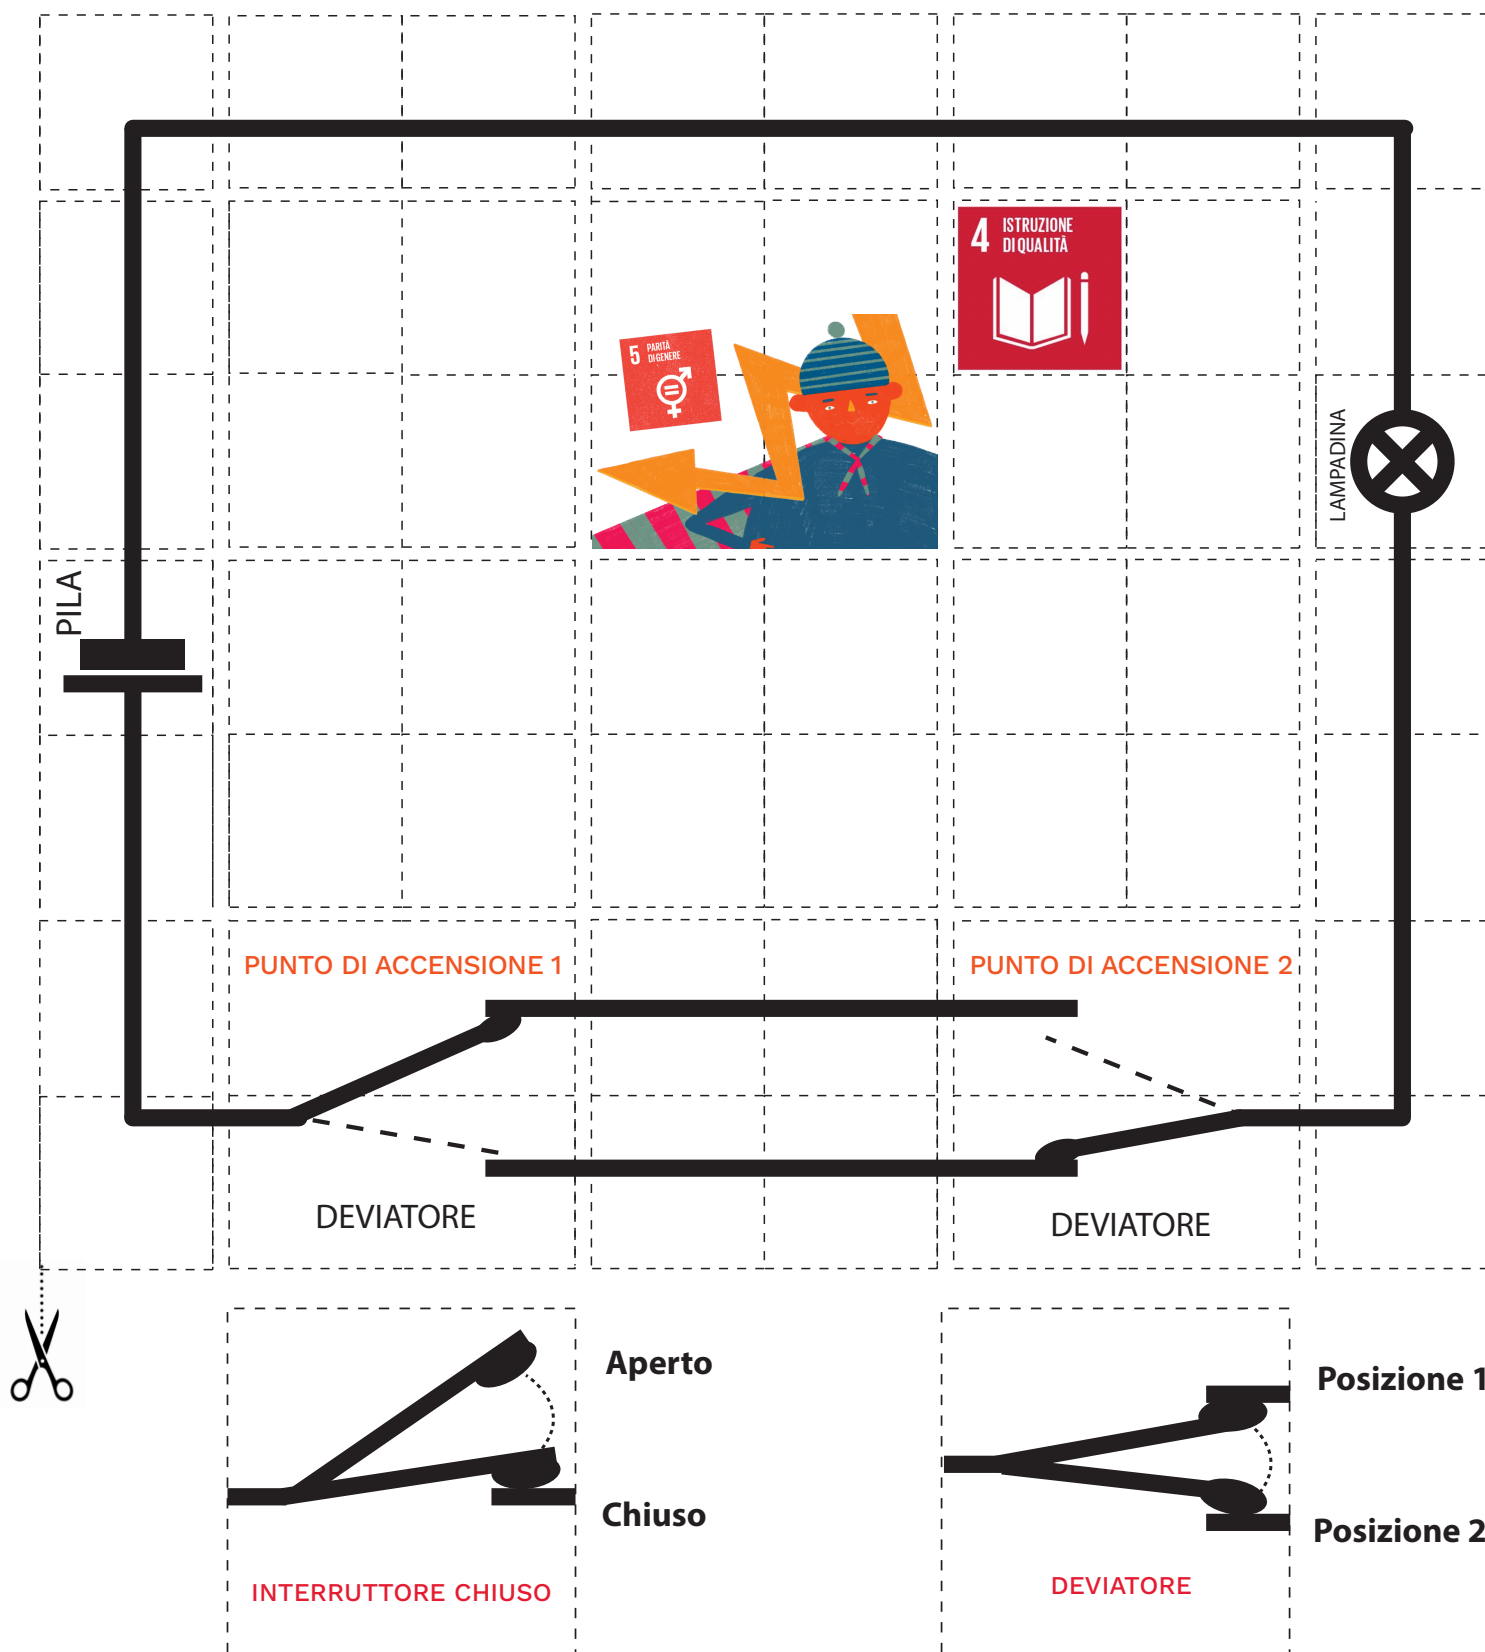 4 ISTRUZIONE
DI QUALITÀ
5 PARITÀ
DI GENERE
LAMPADINA
PILA
PUNTO DI ACCENSIONE 1
PUNTO DI ACCENSIONE 2
DEVIATORE
DEVIATORE
Aperto
Posizione 1
Chiuso
Posizione 2
INTERRUTTORE CHIUSO
DEVIATORE